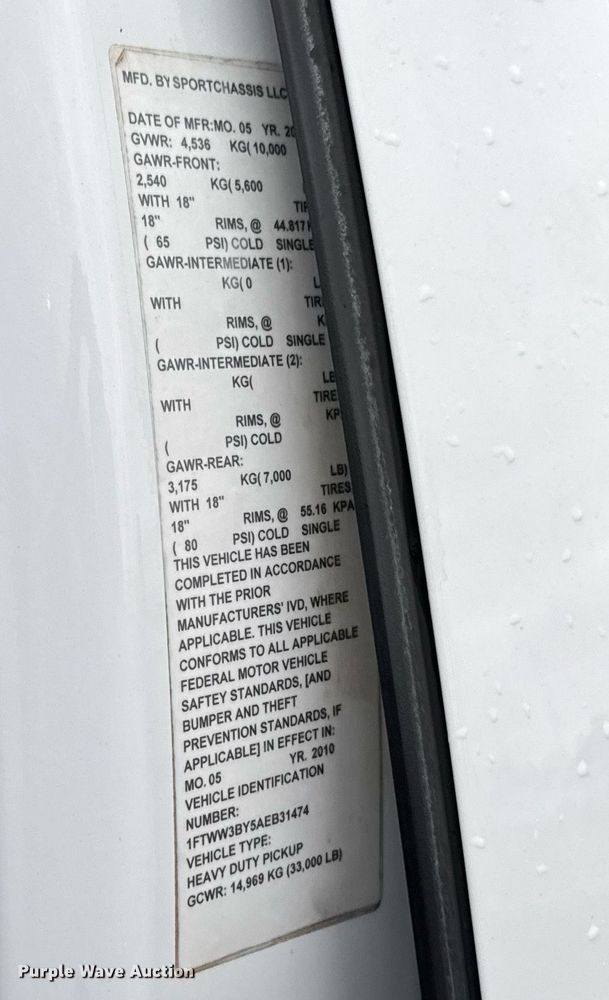 MFD. BY SPORTCHASSIS LLC
DATE OF MFR:MO. 05 YR. 20
GVWR: 4,536 KG( 10,000
GAWR-FRONT:
2,540 KG( 5,600
WITH 18" TIR
18" RIMS, @ 44.817
( 65 PSI) COLD SINGLE
GAWR-INTERMEDIATE (1):
KG( 0 L
WITH TIR
RIMS, @ K
( PSI) COLD SINGLE
GAWR-INTERMEDIATE (2):
KG( LB
WITH TIRE
RIMS, @ KP
( PSI) COLD
GAWR-REAR:
3,175 KG( 7,000 LB)
WITH 18" TIRES
18" RIMS, @ 55.16 KPA
( 80 PSI) COLD SINGLE
THIS VEHICLE HAS BEEN
COMPLETED IN ACCORDANCE
WITH THE PRIOR
MANUFACTURERS' IVD, WHERE
APPLICABLE. THIS VEHICLE
CONFORMS TO ALL APPLICABLE
FEDERAL MOTOR VEHICLE
SAFTEY STANDARDS, [AND
BUMPER AND THEFT
PREVENTION STANDARDS, IF
APPLICABLE] IN EFFECT IN:
MO. 05 YR. 2010
VEHICLE IDENTIFICATION
NUMBER:
1FTWW3BY5AEB31474
VEHICLE TYPE:
HEAVY DUTY PICKUP
GCWR: 14,969 KG (33,000 LB)
Purple Wave Auction